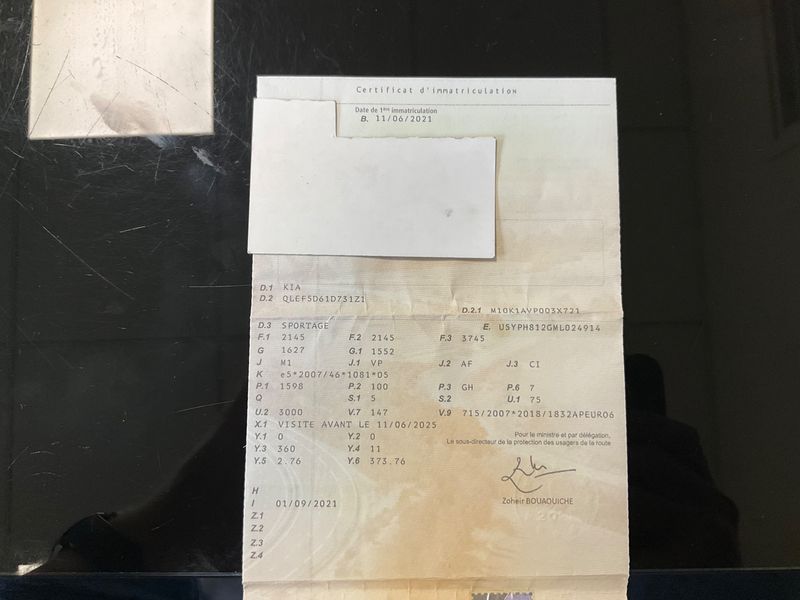 Certificat d'immatriculation
Date de 1ère immatriculation
B. 11/06/2021
D.1 KIA
D.2 QLEF5D61D731Z1
D.2.1 M10K1AVP003X721
D.3 SPORTAGE
E. U5YPH812GML024914
F.1 2145 F.2 2145 F.3 3745
G 1627 G.1 1552
J M1 J.1 VP J.2 AF J.3 CI
K e5*2007/46*1081*05
P.1 1598 P.2 100 P.3 GH P.6 7
Q S.1 5 S.2 U.1 75
U.2 3000 V.7 147 V.9 715/2007*2018/1832APEURO6
X.1 VISITE AVANT LE 11/06/2025
Y.1 0 Y.2 0
Y.3 360 Y.4 11
Y.5 2.76 Y.6 373.76
Pour le ministre et par délégation,
Le sous-directeur de la protection des usagers de la route
Zoheir BOUAOUICHE
H
I 01/09/2021
Z.1
Z.2
Z.3
Z.4